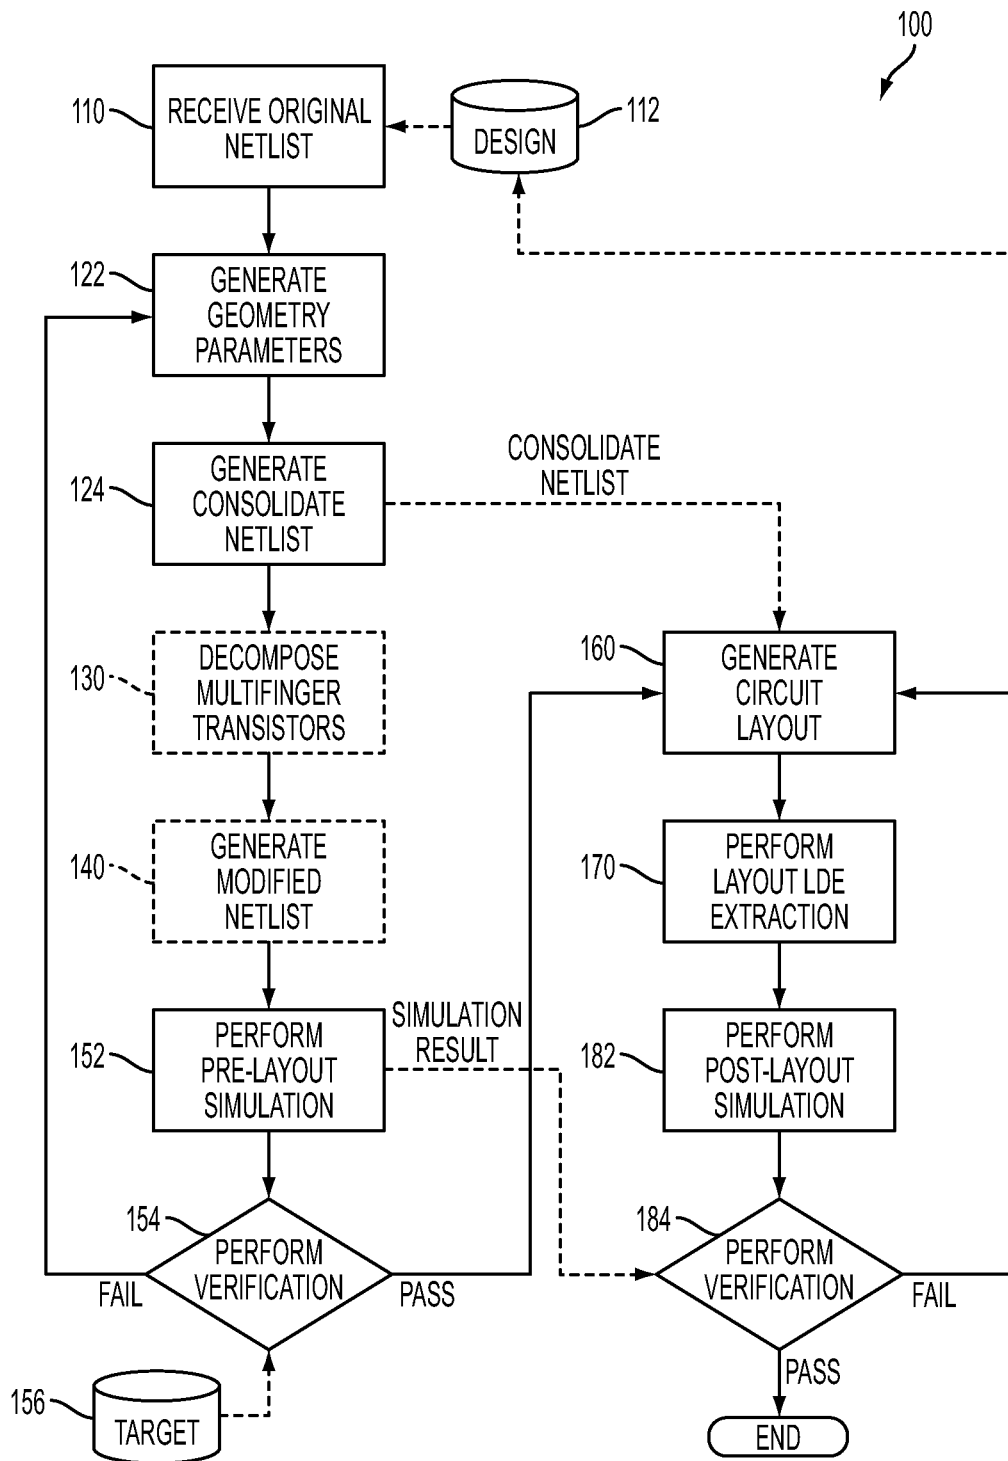 100
110
RECEIVE ORIGINAL
NETLIST
DESIGN
112
122
GENERATE
GEOMETRY
PARAMETERS
124
GENERATE
CONSOLIDATE
NETLIST
CONSOLIDATE
NETLIST
130
DECOMPOSE
MULTIFINGER
TRANSISTORS
160
GENERATE
CIRCUIT
LAYOUT
140
GENERATE
MODIFIED
NETLIST
170
PERFORM
LAYOUT LDE
EXTRACTION
152
PERFORM
PRE-LAYOUT
SIMULATION
SIMULATION
RESULT
182
PERFORM
POST-LAYOUT
SIMULATION
154
PERFORM
VERIFICATION
FAIL
PASS
184
PERFORM
VERIFICATION
FAIL
PASS
156
TARGET
END